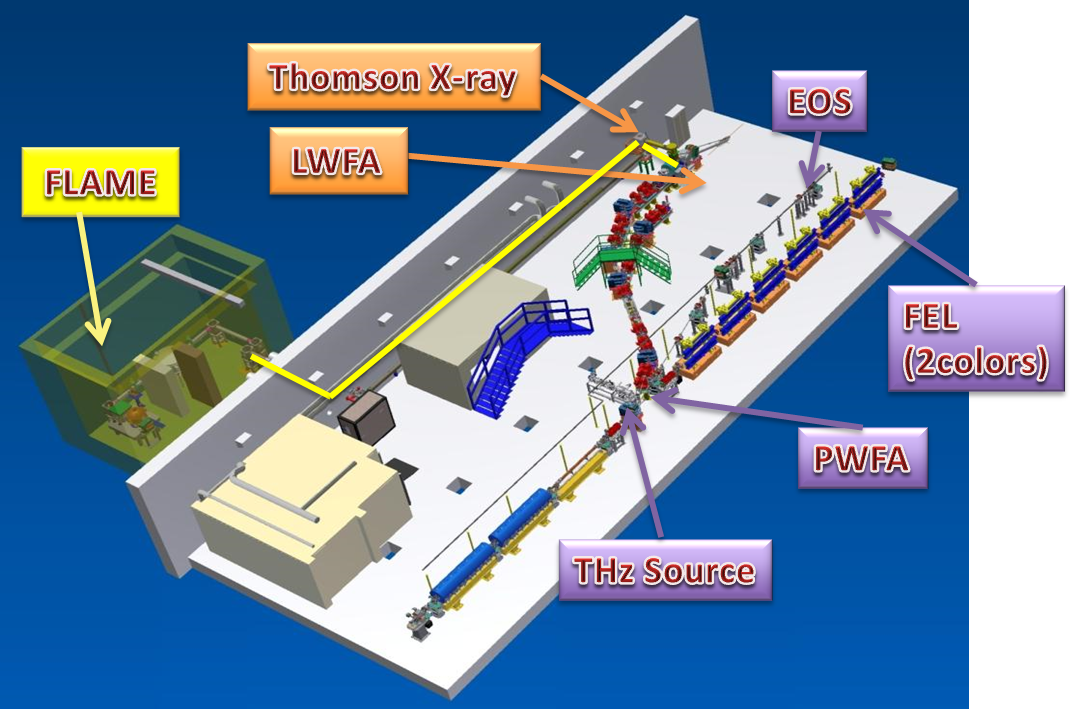 Thomson X-ray
EOS
LWFA
FLAME
FEL
(2colors)
PWFA
THz Source